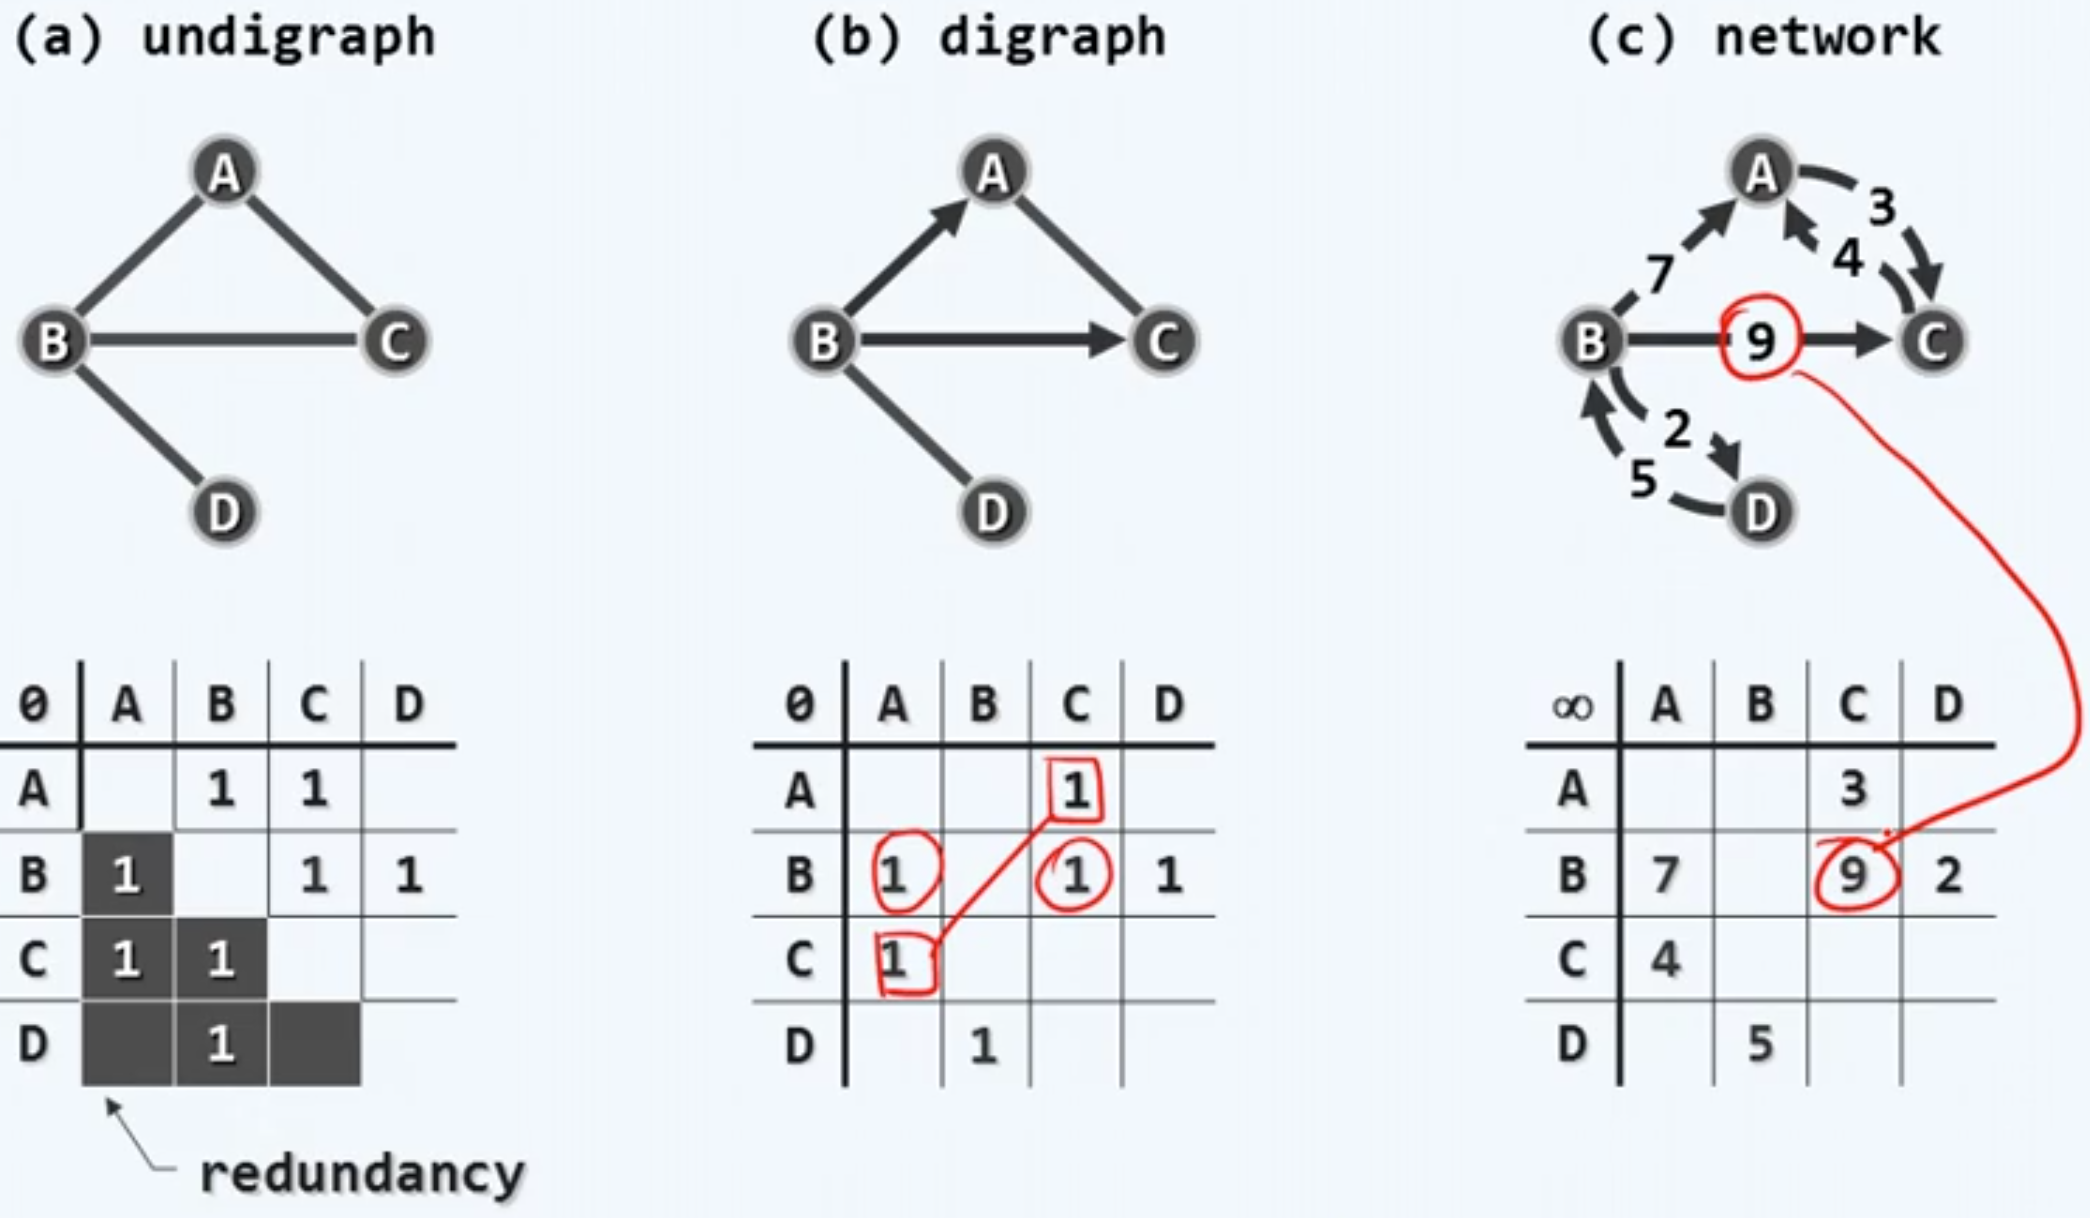 (a) undigraph (b) digraph (c) network
A A A
3
4
7
B C B C B 9 C
2
5
D D D
0 A B C D 0 A B C D ∞ A B C D
A 1 1 A 1 A 3
B 1 1 1 B 1 1 1 B 7 9 2
C 1 1 C 1 C 4
D 1 D 1 D 5
redundancy